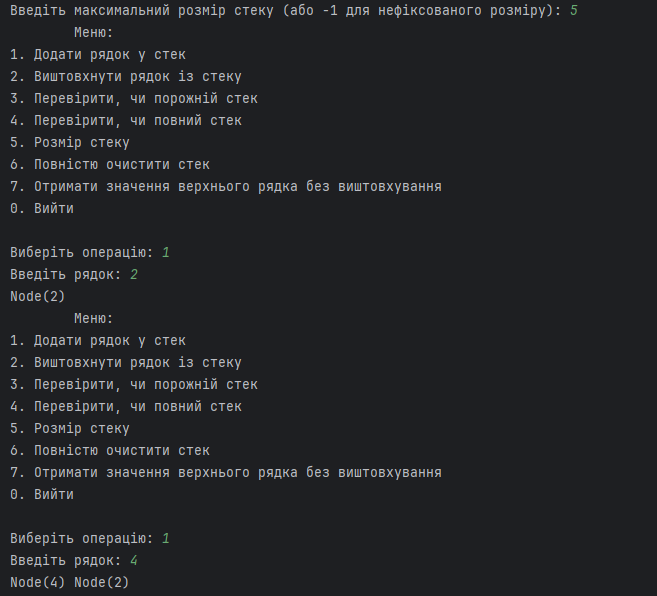 Введіть максимальний розмір стеку (або -1 для нефіксованого розміру): 5
Меню:
1. Додати рядок у стек
2. Виштовхнути рядок із стеку
3. Перевірити, чи порожній стек
4. Перевірити, чи повний стек
5. Розмір стеку
6. Повністю очистити стек
7. Отримати значення верхнього рядка без виштовхування
0. Вийти
Виберіть операцію: 1
Введіть рядок: 2
Node(2)
Меню:
1. Додати рядок у стек
2. Виштовхнути рядок із стеку
3. Перевірити, чи порожній стек
4. Перевірити, чи повний стек
5. Розмір стеку
6. Повністю очистити стек
7. Отримати значення верхнього рядка без виштовхування
0. Вийти
Виберіть операцію: 1
Введіть рядок: 4
Node(4) Node(2)